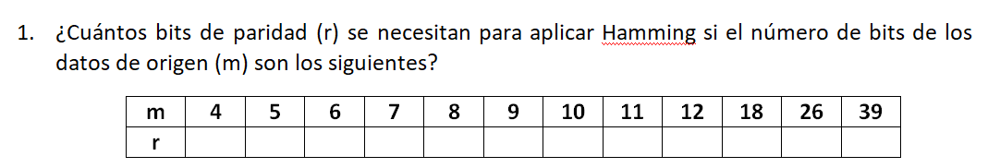 1. ¿Cuántos bits de paridad (r) se necesitan para aplicar Hamming si el número de bits de los
datos de origen (m) son los siguientes?
m 4 5 6 7 8 9 10 11 12 18 26 39
r